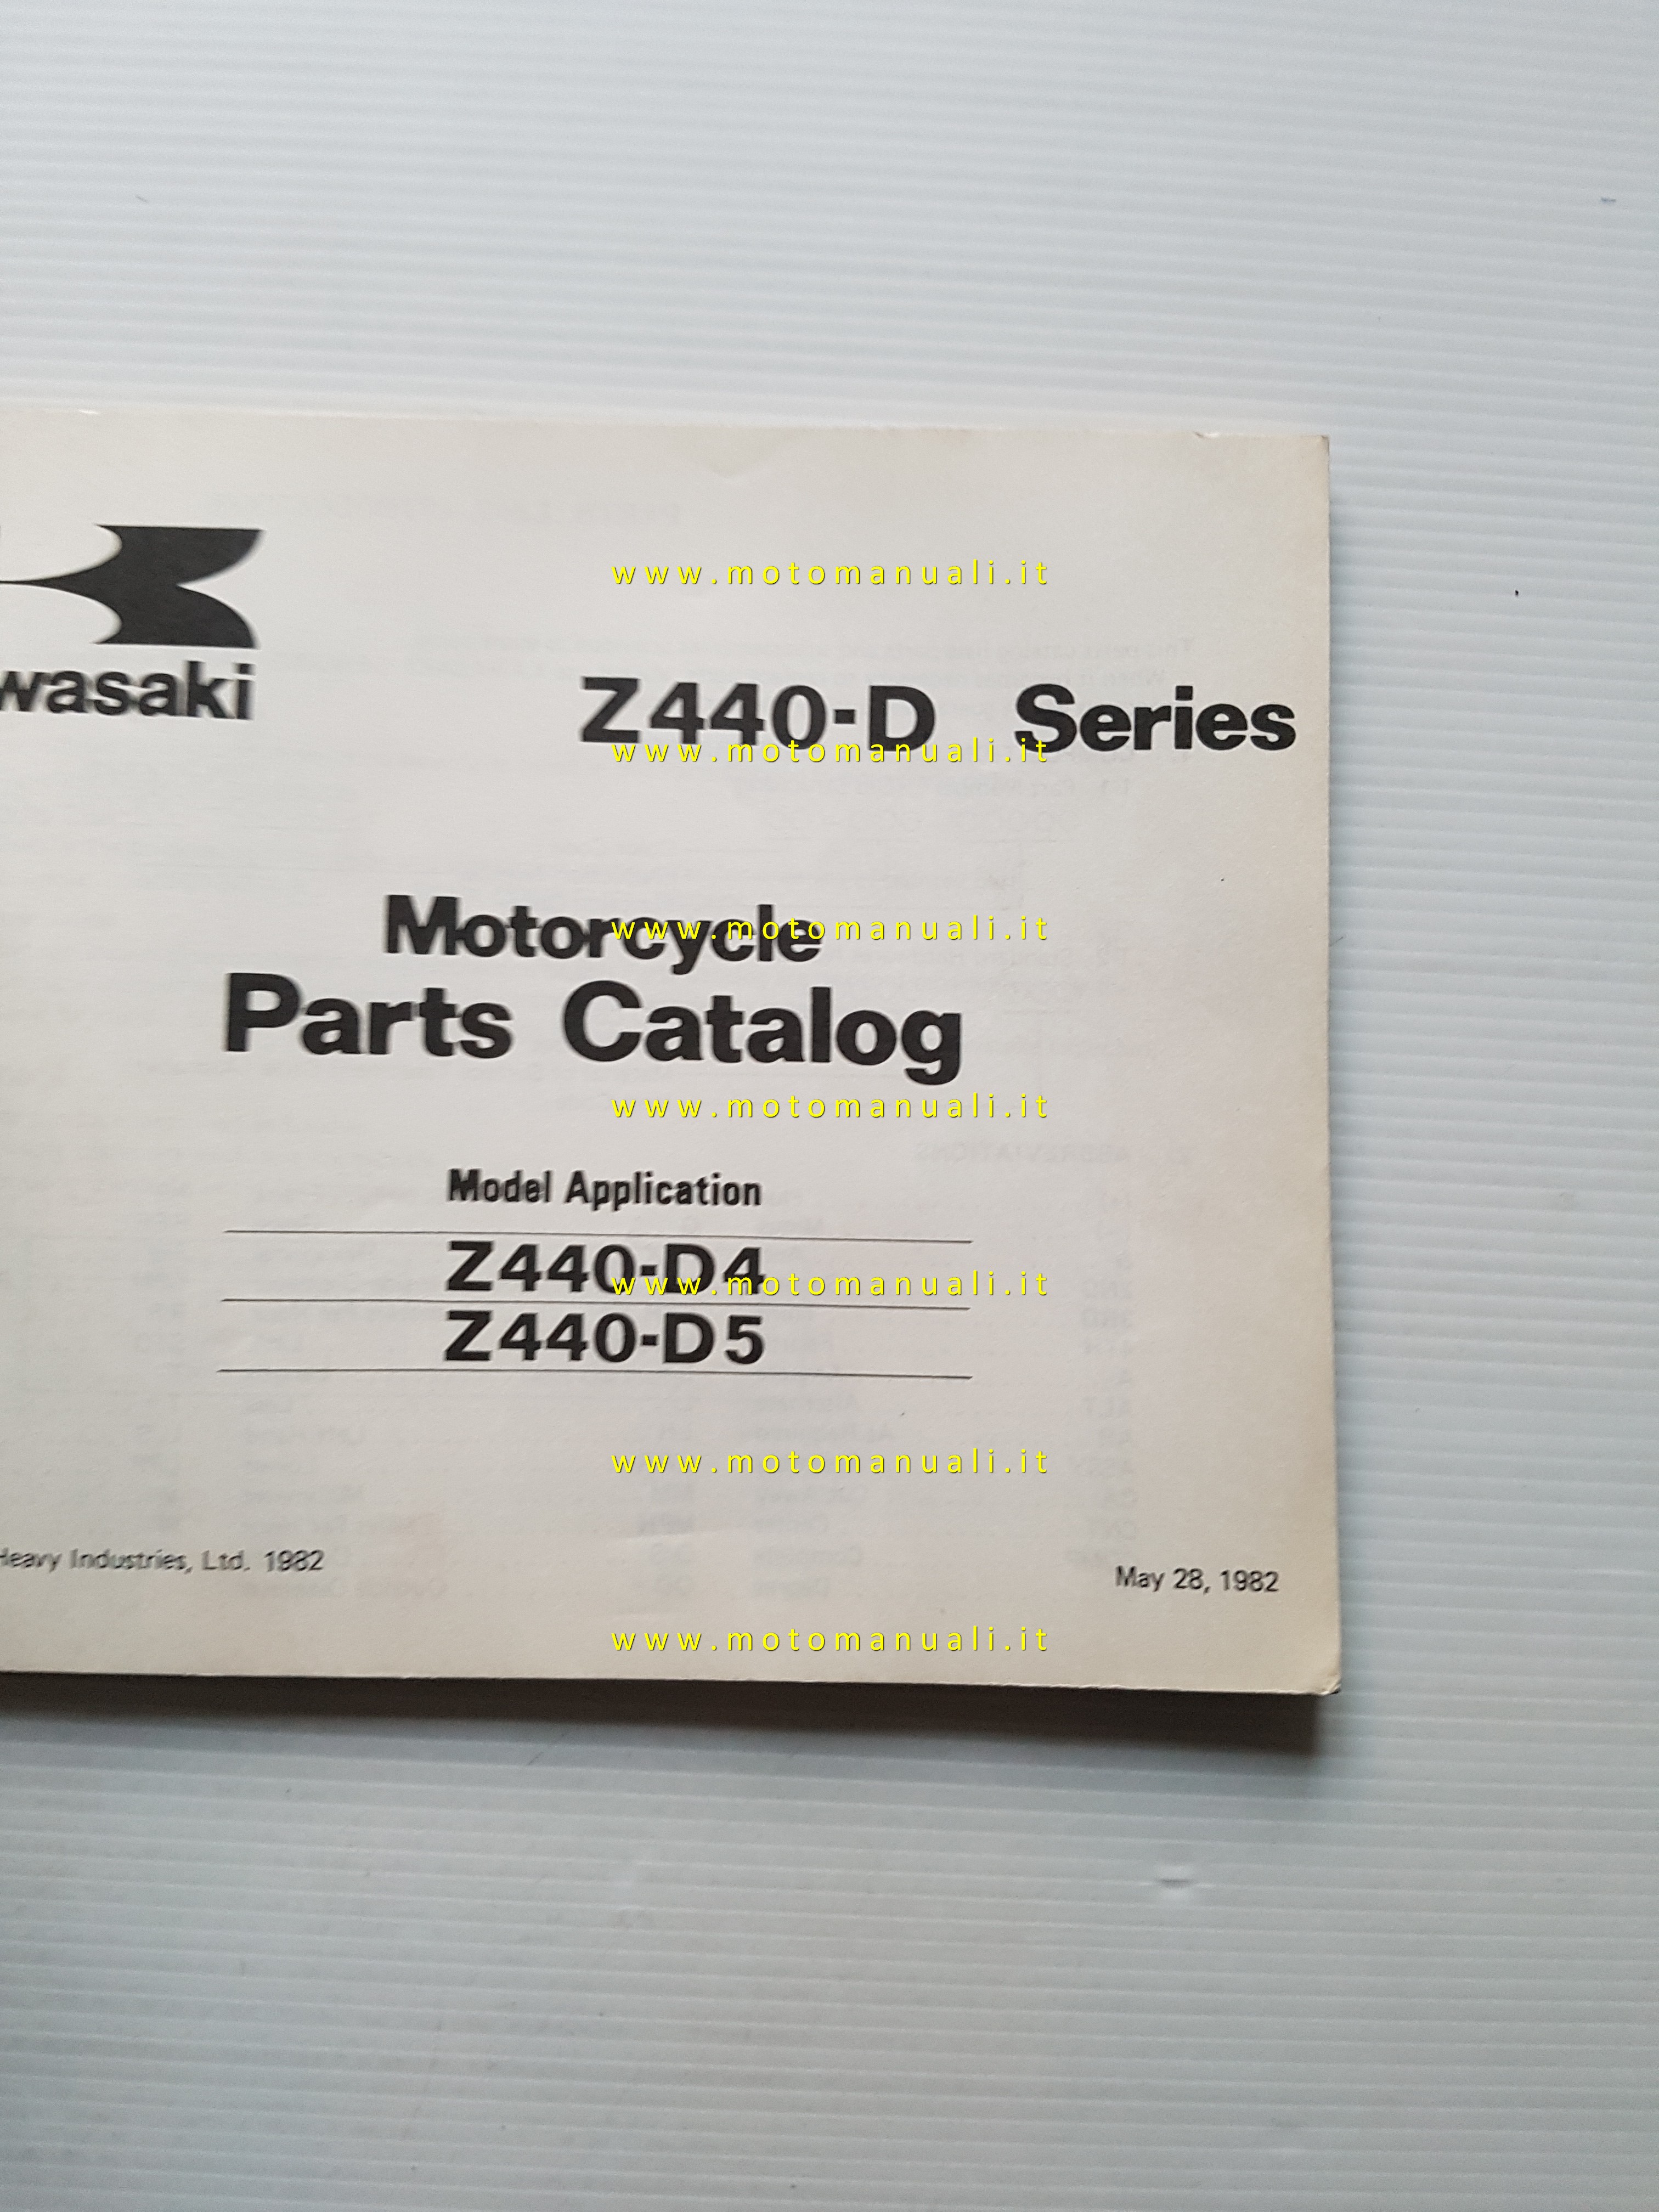 www.motomanuali.it
wasaki
Z440-D Series
www.motomanuali.it
Motorcycle
www.motomanuali.it
Parts Catalog
www.motomanuali.it
Model Application
Z440-D4
www.motomanuali.it
Z440-D5
www.motomanuali.it
Heavy Industries, Ltd. 1982
May 28, 1982
www.motomanuali.it